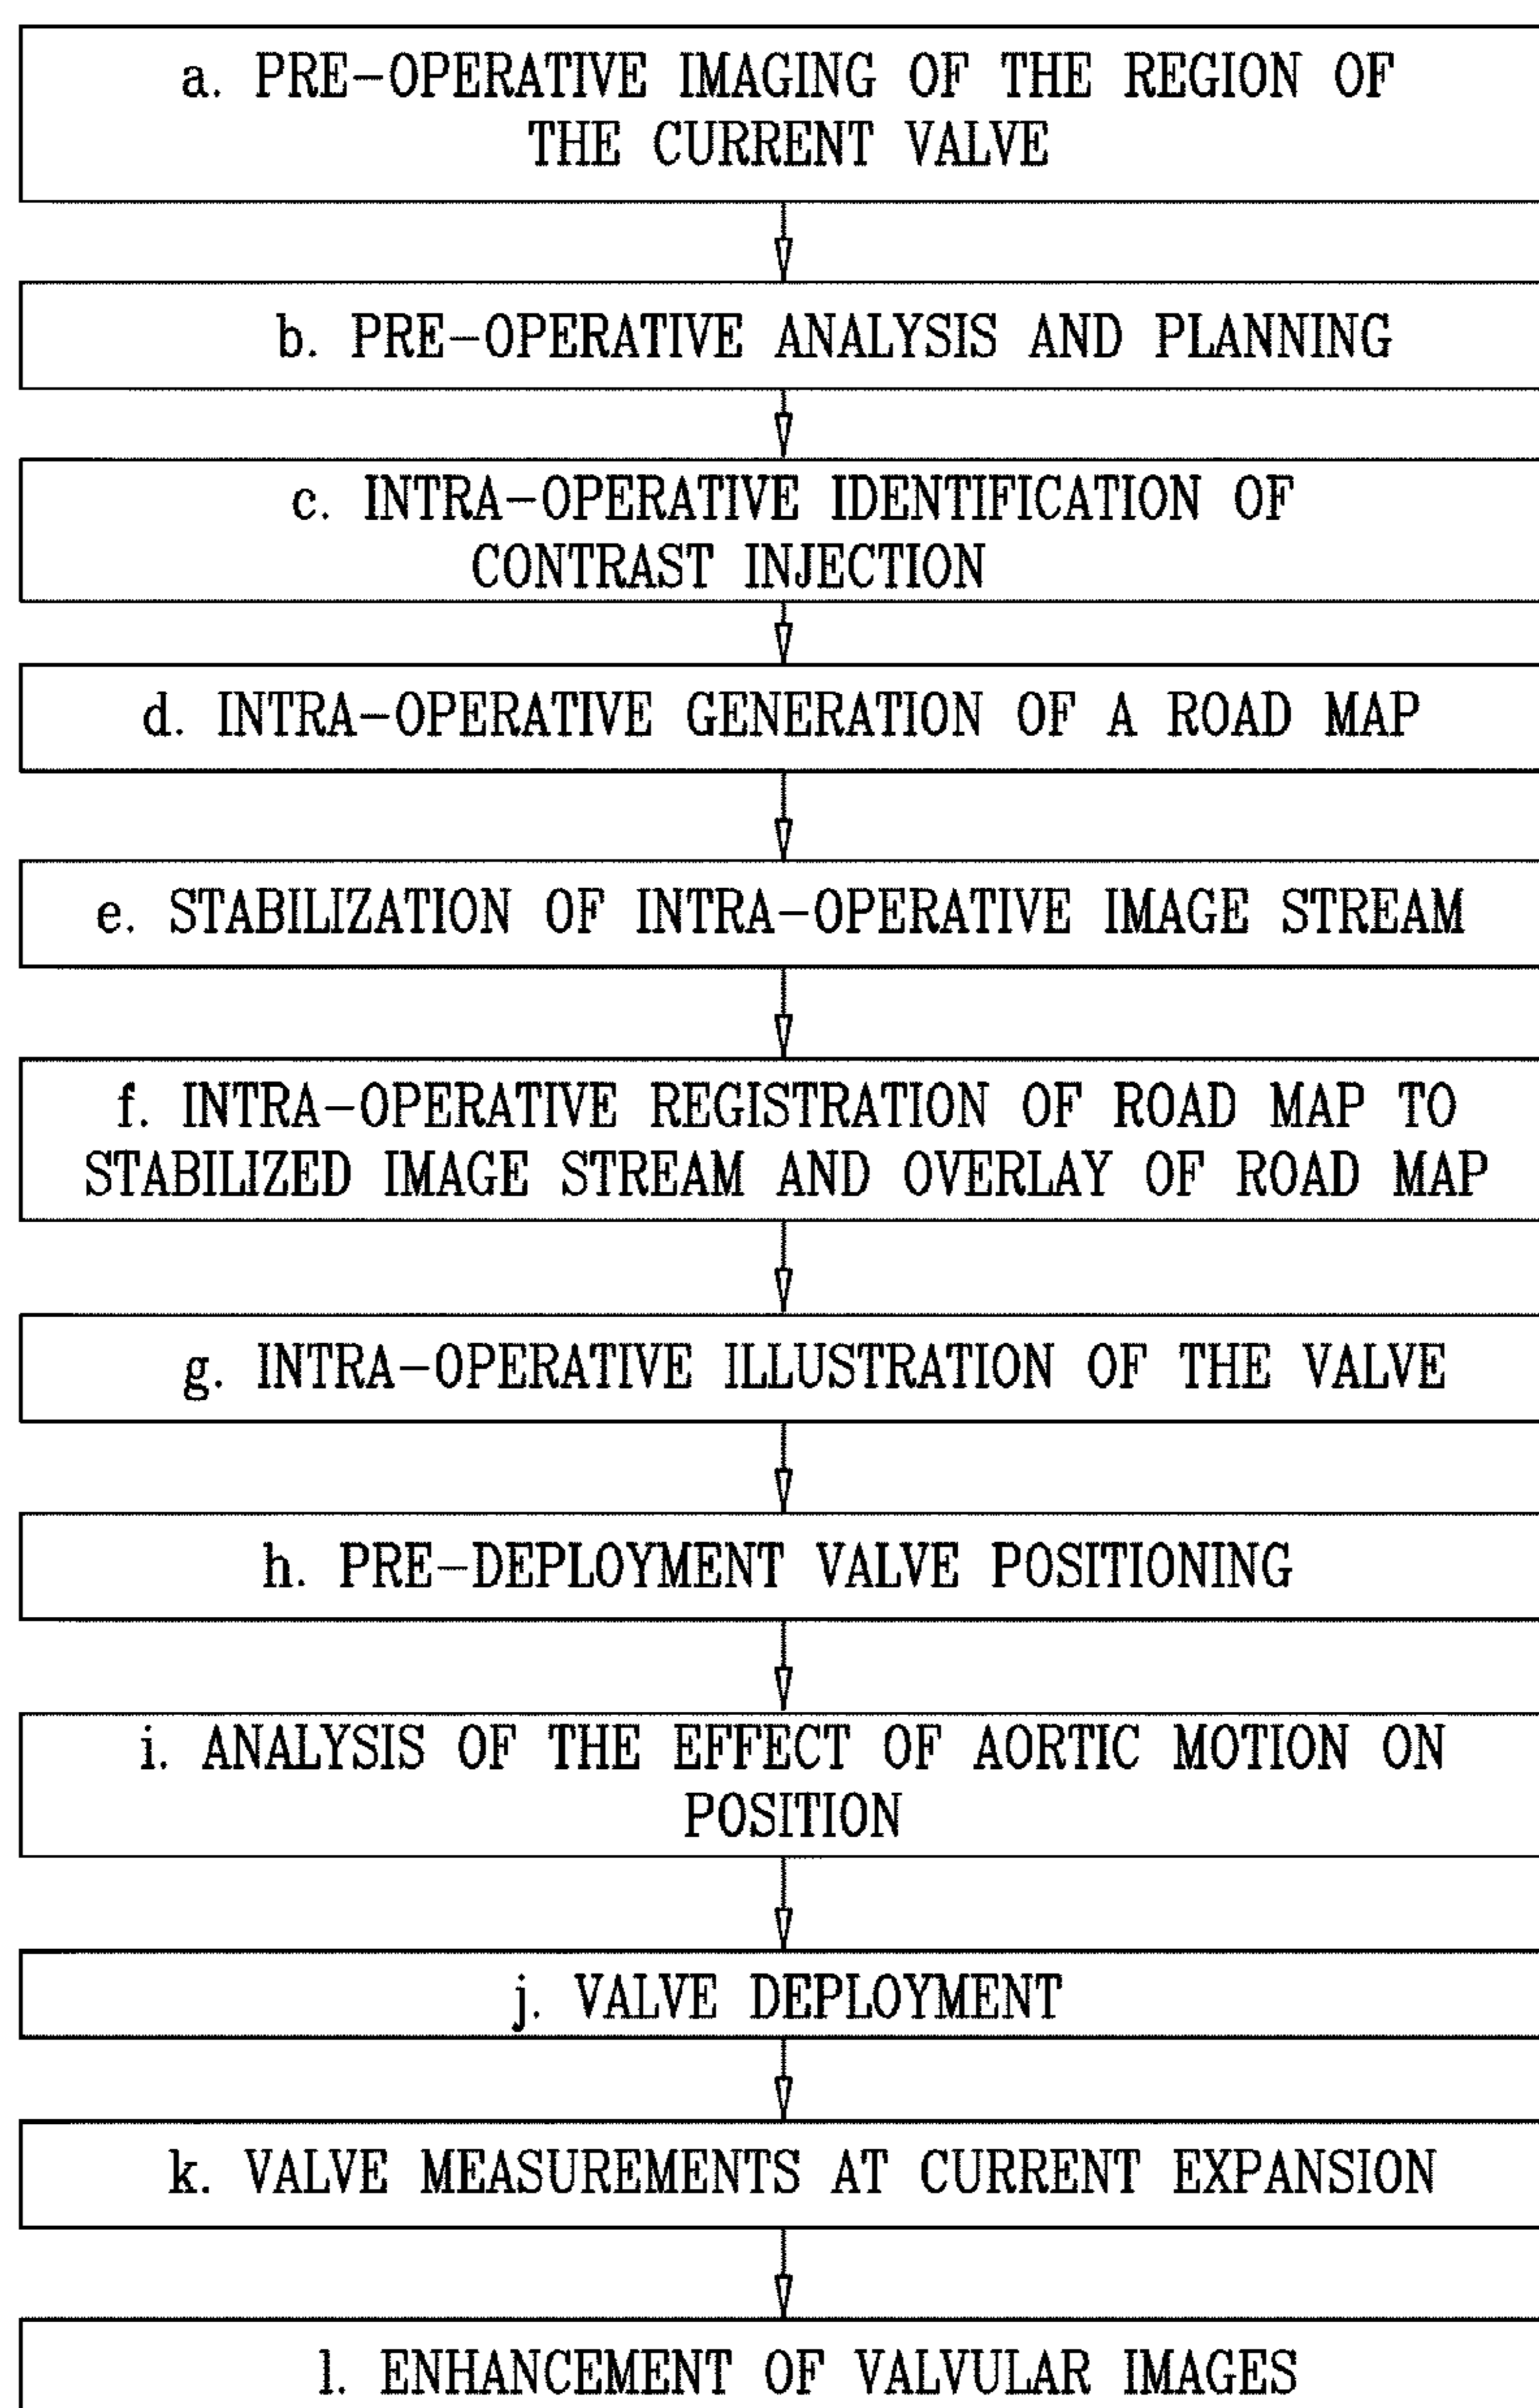 a. PRE-OPERATIVE IMAGING OF THE REGION OF
THE CURRENT VALVE
b. PRE-OPERATIVE ANALYSIS AND PLANNING
c. INTRA-OPERATIVE IDENTIFICATION OF
CONTRAST INJECTION
d. INTRA-OPERATIVE GENERATION OF A ROAD MAP
e. STABILIZATION OF INTRA-OPERATIVE IMAGE STREAM
f. INTRA-OPERATIVE REGISTRATION OF ROAD MAP TO
STABILIZED IMAGE STREAM AND OVERLAY OF ROAD MAP
g. INTRA-OPERATIVE ILLUSTRATION OF THE VALVE
h. PRE-DEPLOYMENT VALVE POSITIONING
i. ANALYSIS OF THE EFFECT OF AORTIC MOTION ON
POSITION
j. VALVE DEPLOYMENT
k. VALVE MEASUREMENTS AT CURRENT EXPANSION
l. ENHANCEMENT OF VALVULAR IMAGES